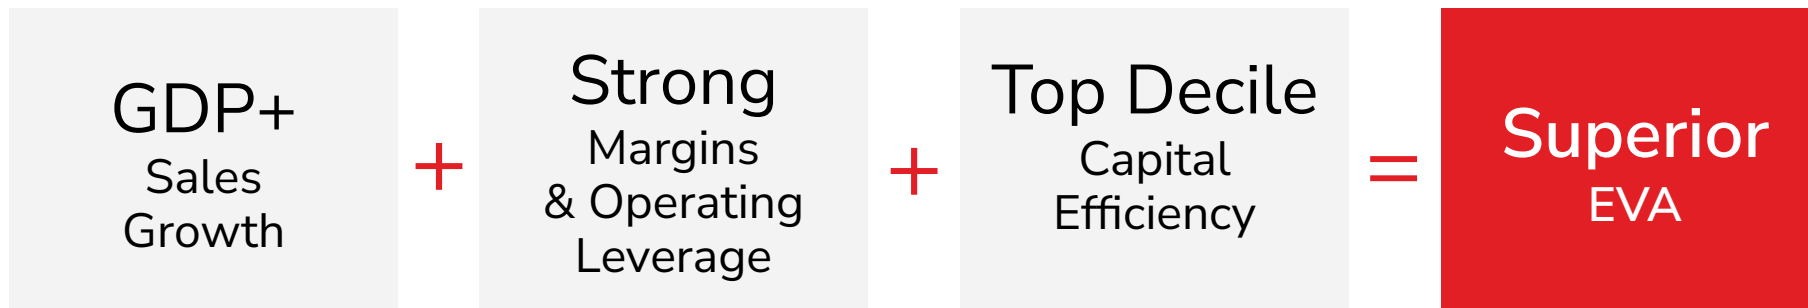 GDP+
Sales
Growth
+
Strong
Margins
& Operating
Leverage
+
Top Decile
Capital
Efficiency
=
Superior
EVA